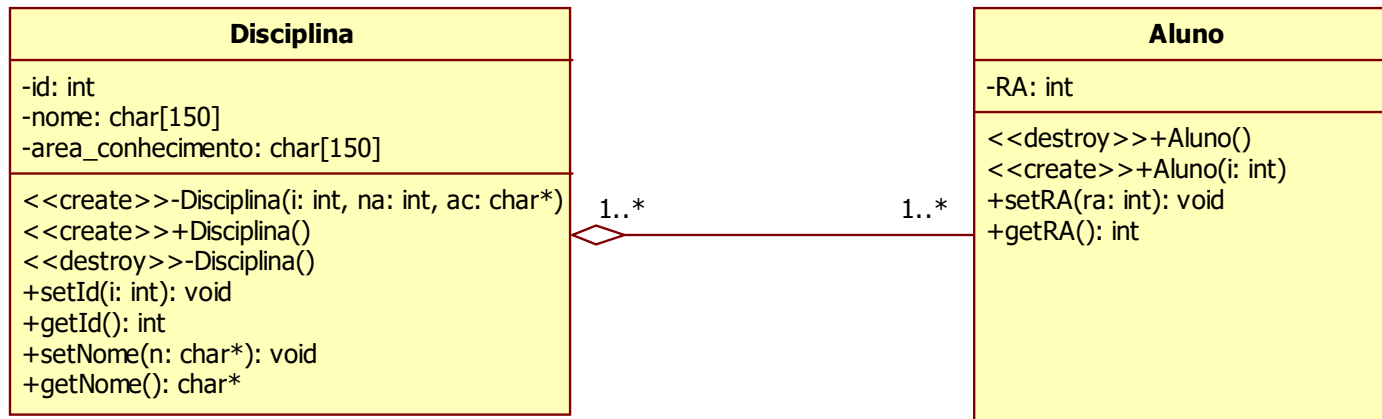 Disciplina
-id: int
-nome: char[150]
-area_conhecimento: char[150]
<<create>>-Disciplina(i: int, na: int, ac: char*)
<<create>>+Disciplina()
<<destroy>>-Disciplina()
+setId(i: int): void
+getId(): int
+setNome(n: char*): void
+getNome(): char*
1..*
1..*
Aluno
-RA: int
<<destroy>>+Aluno()
<<create>>+Aluno(i: int)
+setRA(ra: int): void
+getRA(): int